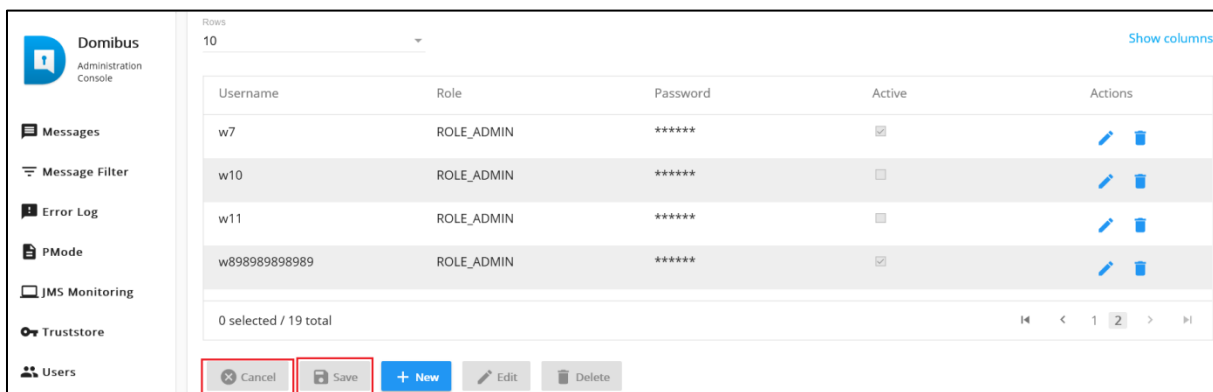 Domibus
Administration
Console
Messages
Message Filter
Error Log
PMode
JMS Monitoring
Truststore
Users
Rows
10
Show columns
Username Role Password Active Actions
w7 ROLE_ADMIN ******
w10 ROLE_ADMIN ******
w11 ROLE_ADMIN ******
w898989898989 ROLE_ADMIN ******
0 selected / 19 total 1 2
Cancel Save + New Edit Delete